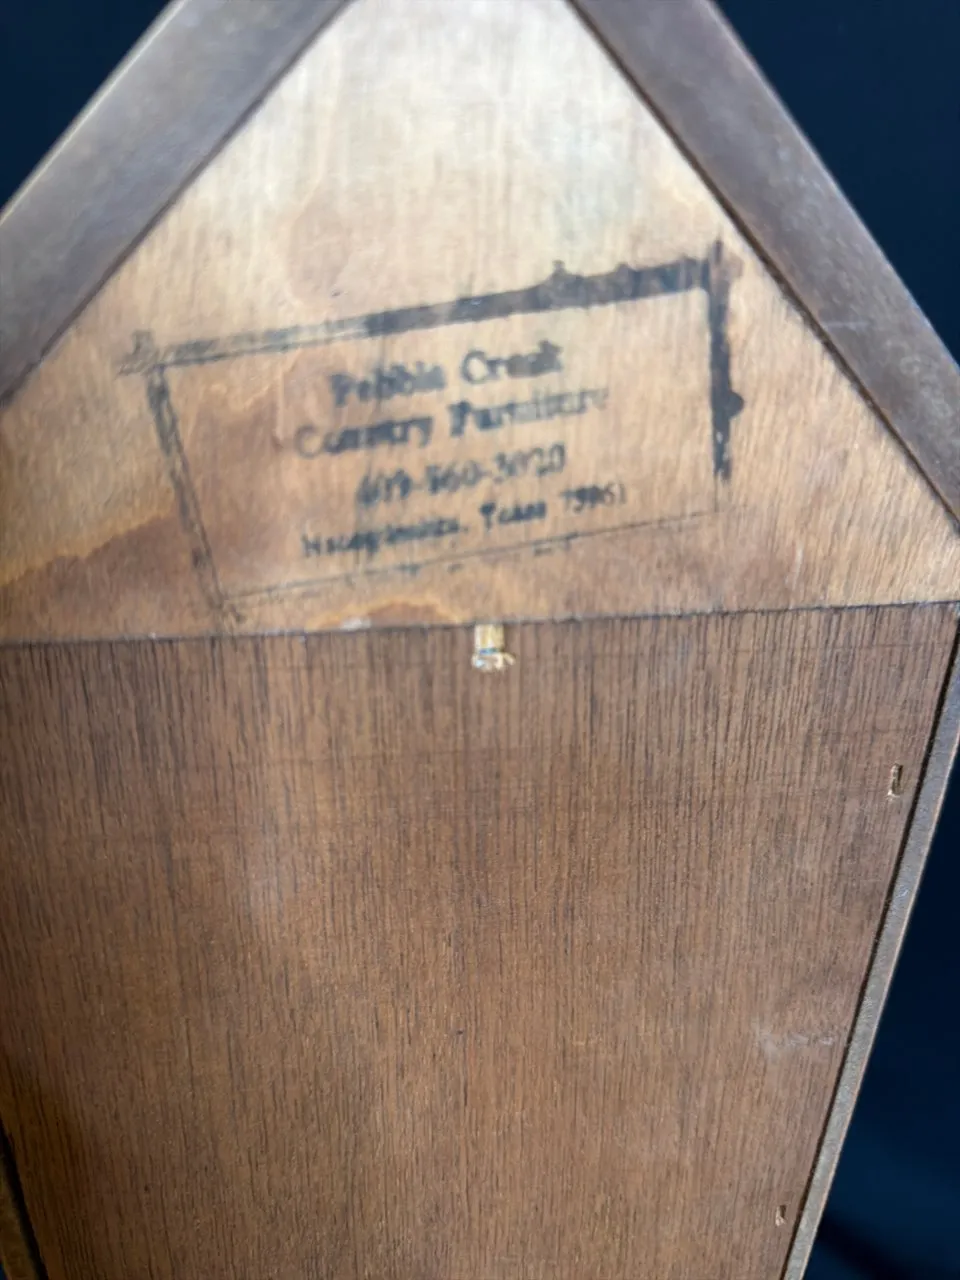 Pebble Creek
Country Furniture
409-560-3020
Nacogdoches, Texas 75961